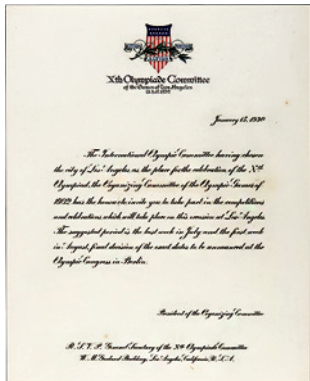 Xth Olympiade Committee
of the Games of Los Angeles
U.S.A. 1932
January 15, 1930
The International Olympic Committee having chosen
the city of Los Angeles as the place for the celebration of the Xth
Olympiad, the Organizing Committee of the Olympic Games of
1932 has the honor to invite you to take part in the competitions
and celebrations which will take place on this occasion at Los Angeles.
The suggested period is the last week in July and the first week
in August, final decision of the exact dates to be announced at the
Olympic Congress in Berlin.
President of the Organizing Committee
R.S.V.P. General Secretary of the Xth Olympiade Committee
W. M. Garland Building, Los Angeles, California, U.S.A.